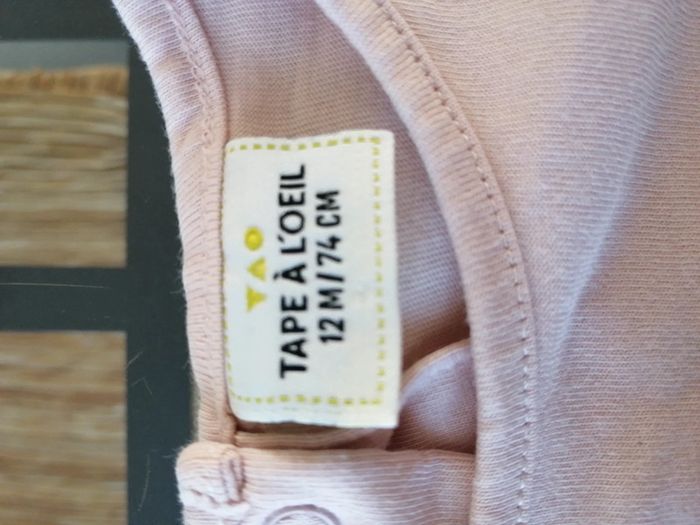 TAO
TAPE À L'OEIL
12 M/74 CM